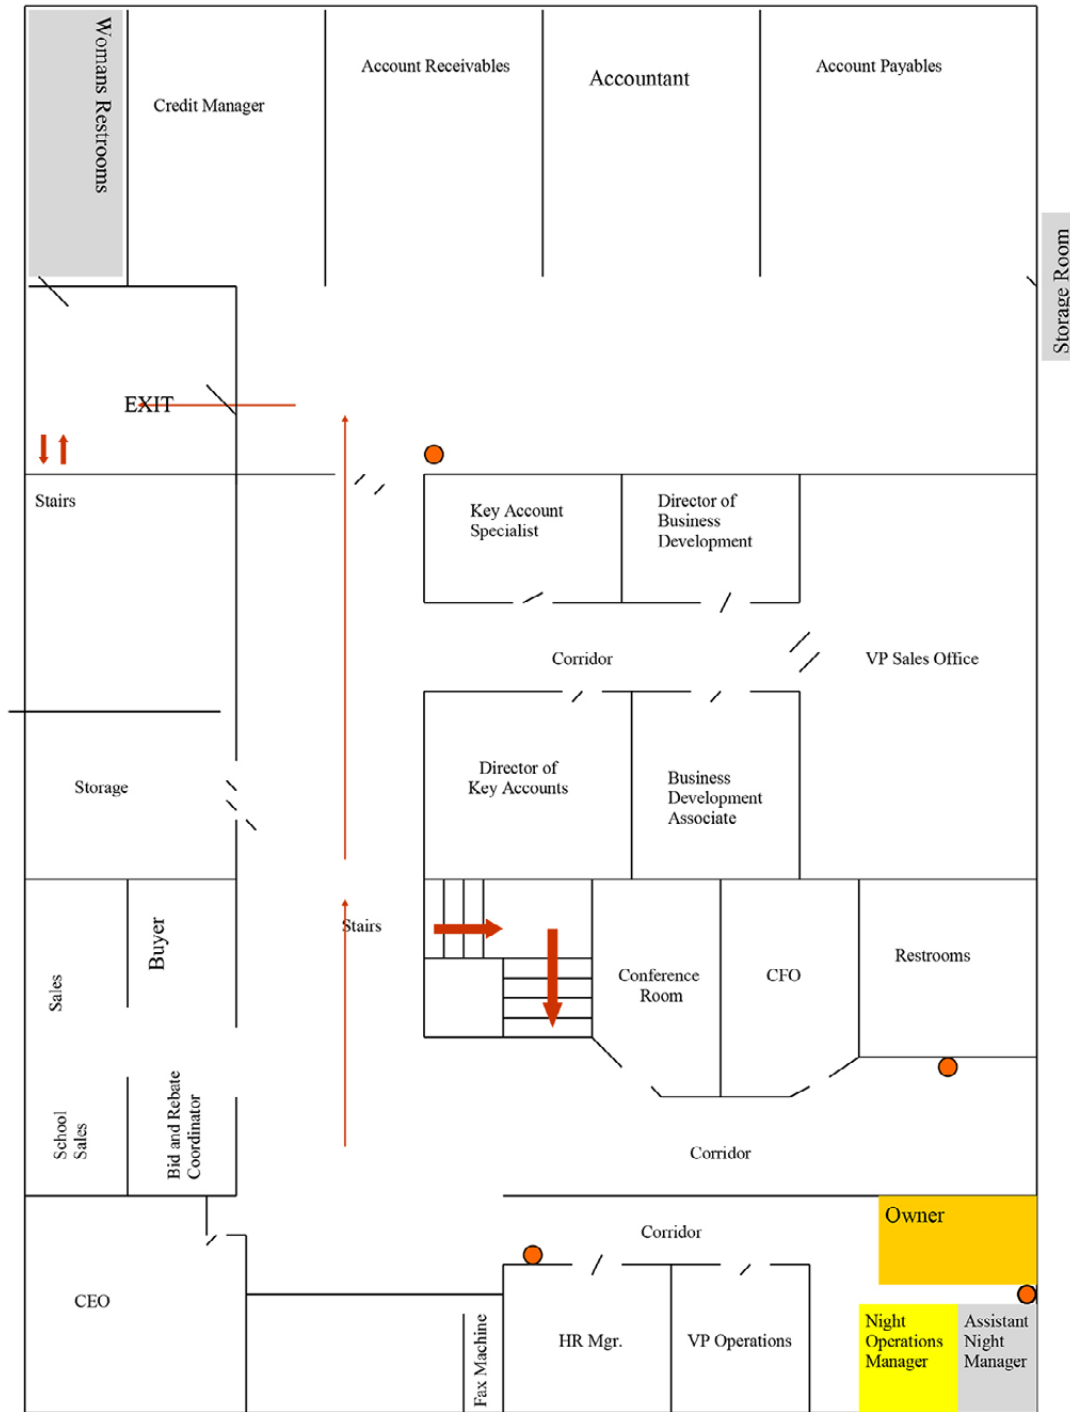 Womans Restrooms
Credit Manager
Account Receivables
Accountant
Account Payables
Storage Room
EXIT
Stairs
Key Account
Specialist
Director of
Business
Development
Corridor
VP Sales Office
Storage
Director of
Key Accounts
Business
Development
Associate
Sales
Buyer
Stairs
Conference
Room
CFO
Restrooms
School
Sales
Bid and Rebate
Coordinator
Corridor
Owner
Corridor
CEO
Fax Machine
HR Mgr.
VP Operations
Night
Operations
Manager
Assistant
Night
Manager